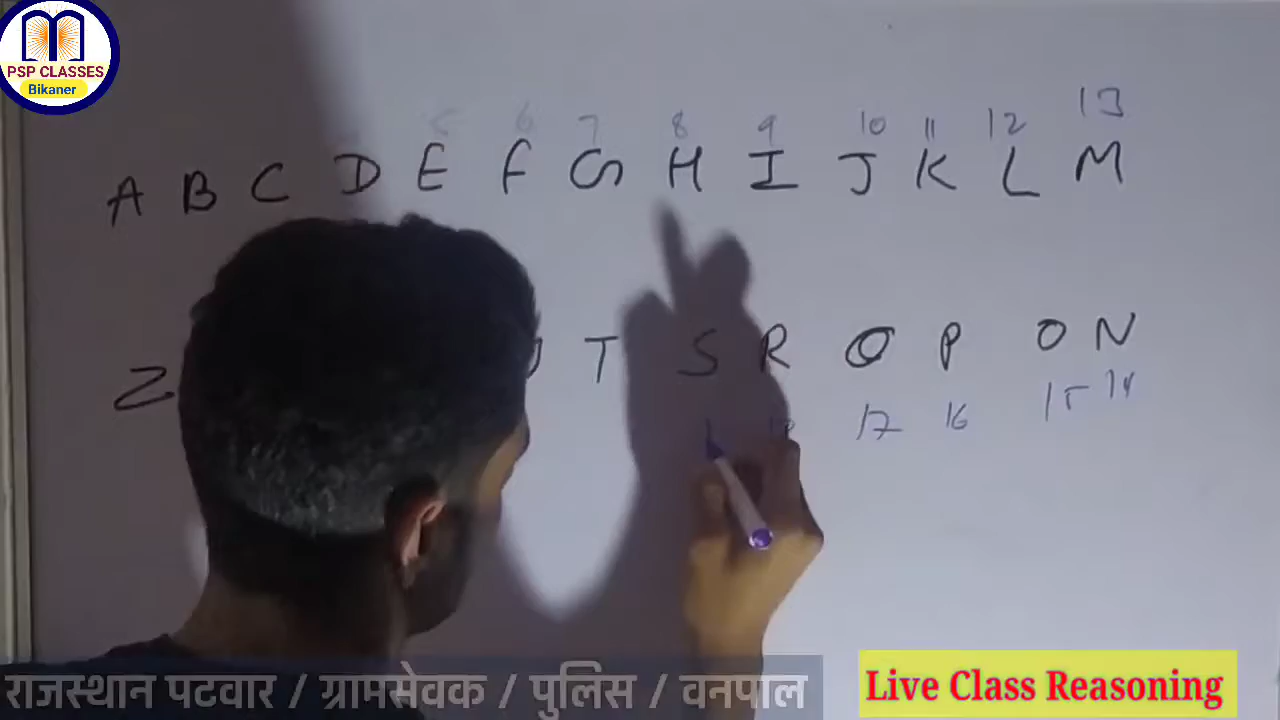 PSP CLASSES
Bikaner
5 6 7 8 9 10 11 12 13
A B C D E F G H I J K L M
Z T S R Q P O N
17 16 15 14
राजस्थान पटवार / ग्रामसेवक / पुलिस / वनपाल
Live Class Reasoning